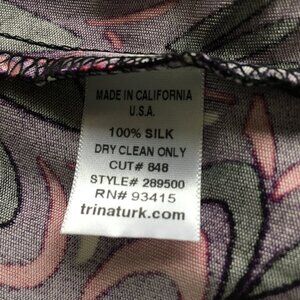 MADE IN CALIFORNIA
U.S.A.
100% SILK
DRY CLEAN ONLY
CUT# 848
STYLE# 289500
RN# 93415
trinaturk.com